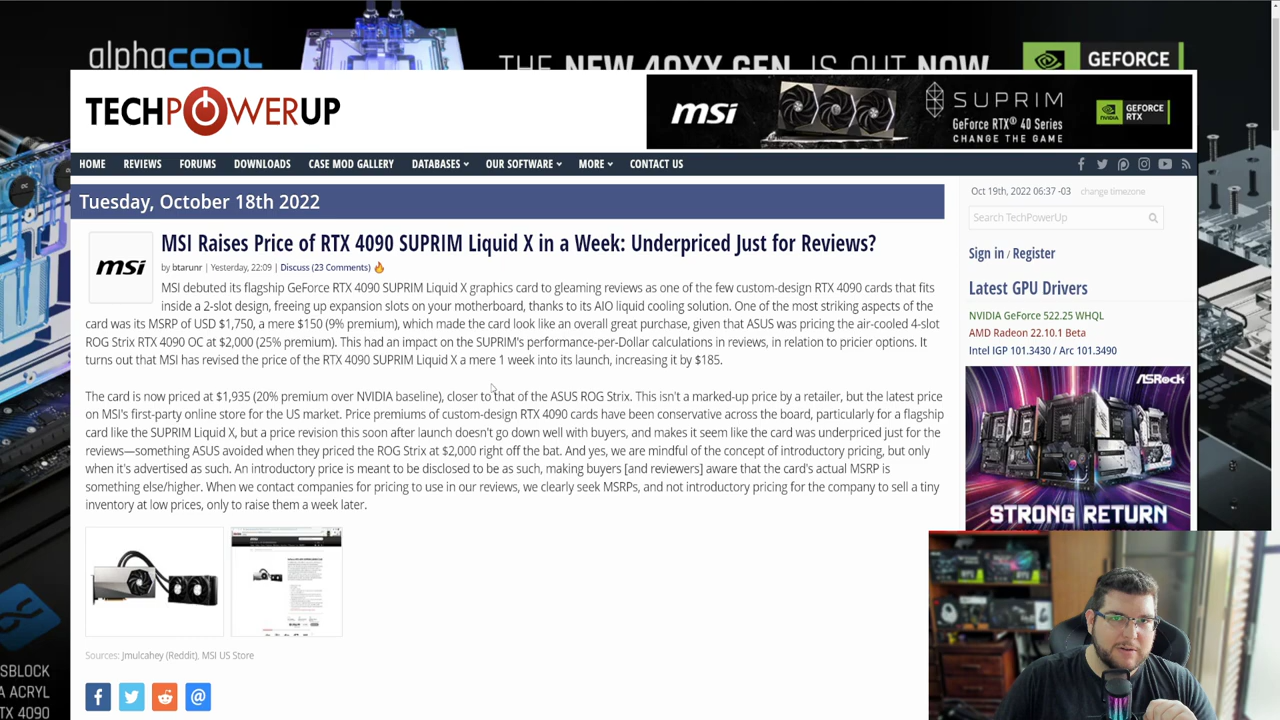 alphacool
THE NEW 40XX GEN IS OUT NOW
GEFORCE
TECHPOWERUP
msi
SUPRIM
GeForce RTX® 40 Series
CHANGE THE GAME
NVIDIA
GEFORCE
RTX
HOME REVIEWS FORUMS DOWNLOADS CASE MOD GALLERY DATABASES OUR SOFTWARE MORE CONTACT US
Tuesday, October 18th 2022
Oct 19th, 2022 06:37 -03 change timezone
Search TechPowerUp
Sign in / Register
msi
MSI Raises Price of RTX 4090 SUPRIM Liquid X in a Week: Underpriced Just for Reviews?
by btarunr | Yesterday, 22:09 | Discuss (23 Comments)
MSI debuted its flagship GeForce RTX 4090 SUPRIM Liquid X graphics card to gleaming reviews as one of the few custom-design RTX 4090 cards that fits
inside a 2-slot design, freeing up expansion slots on your motherboard, thanks to its AIO liquid cooling solution. One of the most striking aspects of the
card was its MSRP of USD $1,750, a mere $150 (9% premium), which made the card look like an overall great purchase, given that ASUS was pricing the air-cooled 4-slot
ROG Strix RTX 4090 OC at $2,000 (25% premium). This had an impact on the SUPRIM's performance-per-Dollar calculations in reviews, in relation to pricier options. It
turns out that MSI has revised the price of the RTX 4090 SUPRIM Liquid X a mere 1 week into its launch, increasing it by $185.
The card is now priced at $1,935 (20% premium over NVIDIA baseline), closer to that of the ASUS ROG Strix. This isn't a marked-up price by a retailer, but the latest price
on MSI's first-party online store for the US market. Price premiums of custom-design RTX 4090 cards have been conservative across the board, particularly for a flagship
card like the SUPRIM Liquid X, but a price revision this soon after launch doesn't go down well with buyers, and makes it seem like the card was underpriced just for the
reviews—something ASUS avoided when they priced the ROG Strix at $2,000 right off the bat. And yes, we are mindful of the concept of introductory pricing, but only
when it's advertised as such. An introductory price is meant to be disclosed to be as such, making buyers [and reviewers] aware that the card's actual MSRP is
something else/higher. When we contact companies for pricing to use in our reviews, we clearly seek MSRPs, and not introductory pricing for the company to sell a tiny
inventory at low prices, only to raise them a week later.
Sources: Jmulcahey (Reddit), MSI US Store
Latest GPU Drivers
NVIDIA GeForce 522.25 WHQL
AMD Radeon 22.10.1 Beta
Intel IGP 101.3430 / Arc 101.3490
ASRock
STRONG RETURN
SBLOCK
A ACRYL
TX 4090